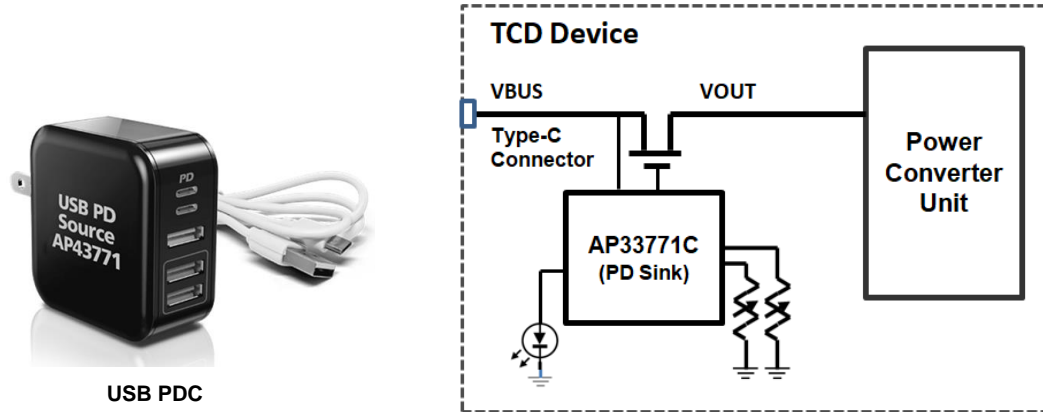 PD
USB PD
Source
AP43771
USB PDC
TCD Device
VBUS
VOUT
Type-C
Connector
AP33771C
(PD Sink)
Power
Converter
Unit